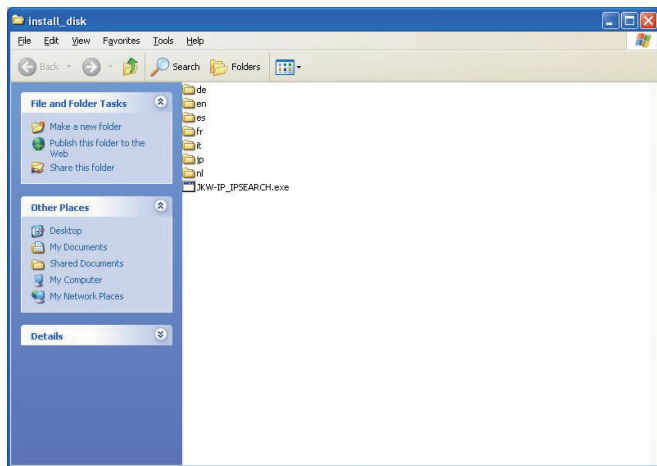 install_disk
File Edit View Favorites Tools Help
Back Search Folders
File and Folder Tasks
Make a new folder
Publish this folder to the
Web
Share this folder
Other Places
Desktop
My Documents
Shared Documents
My Computer
My Network Places
Details
de
en
es
fr
it
jp
nl
JKW-IP_IPSEARCH.exe